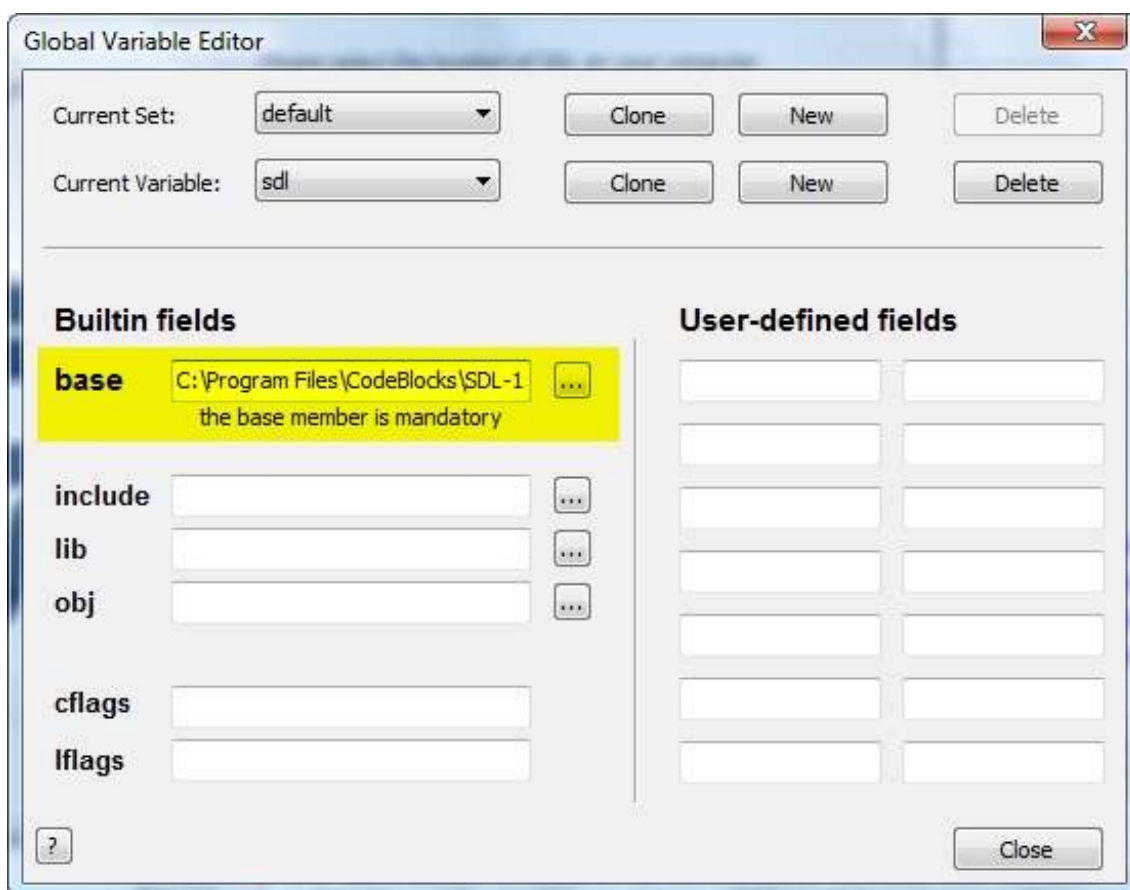 Global Variable Editor
Current Set: default Clone New Delete
Current Variable: sdl Clone New Delete
Builtin fields User-defined fields
base C:\Program Files\CodeBlocks\SDL-1 ...
the base member is mandatory
include ...
lib ...
obj ...
cflags
lflags
? Close